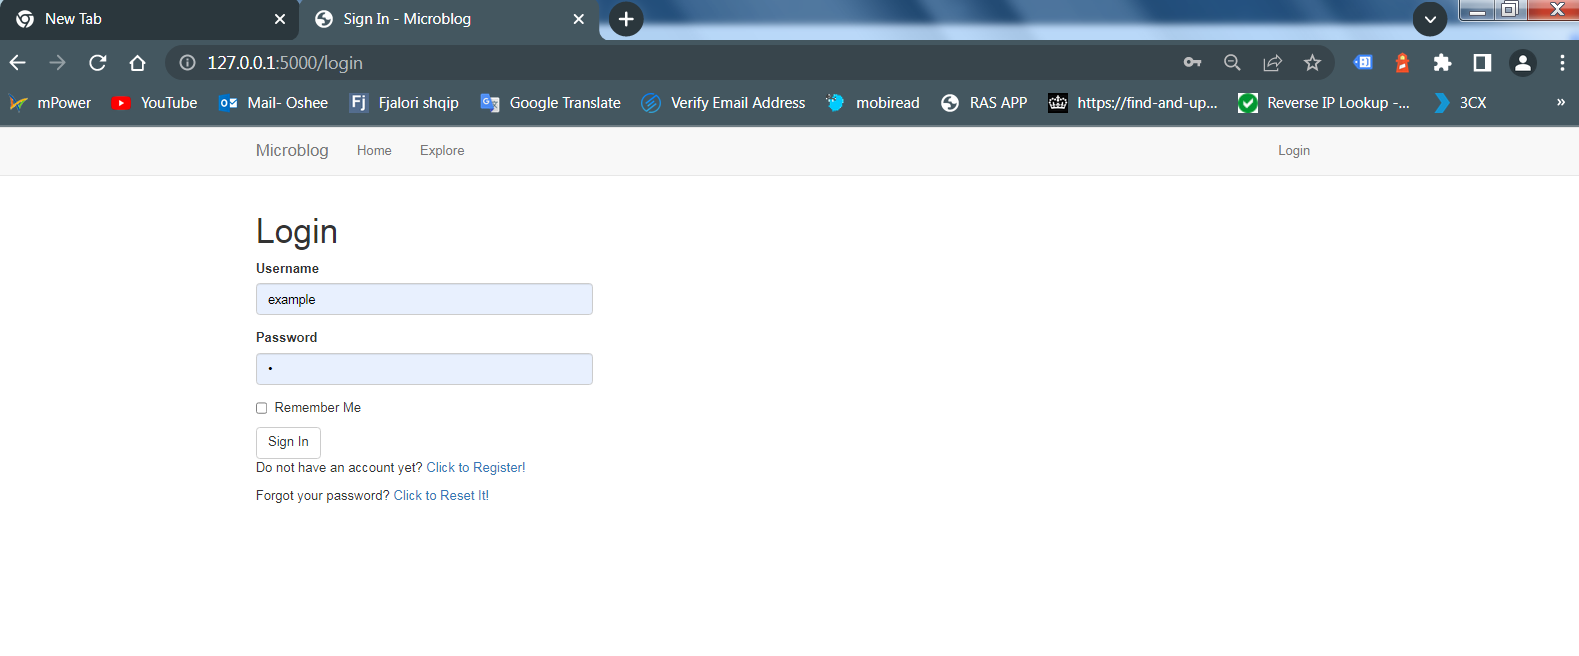 New Tab
Sign In - Microblog
127.0.0.1:5000/login
mPower YouTube Mail- Oshee Fjalori shqip Google Translate Verify Email Address mobiread RAS APP https://find-and-up... Reverse IP Lookup -... 3CX »
Microblog Home Explore Login
Login
Username
example
Password
•
Remember Me
Sign In
Do not have an account yet? Click to Register!
Forgot your password? Click to Reset It!